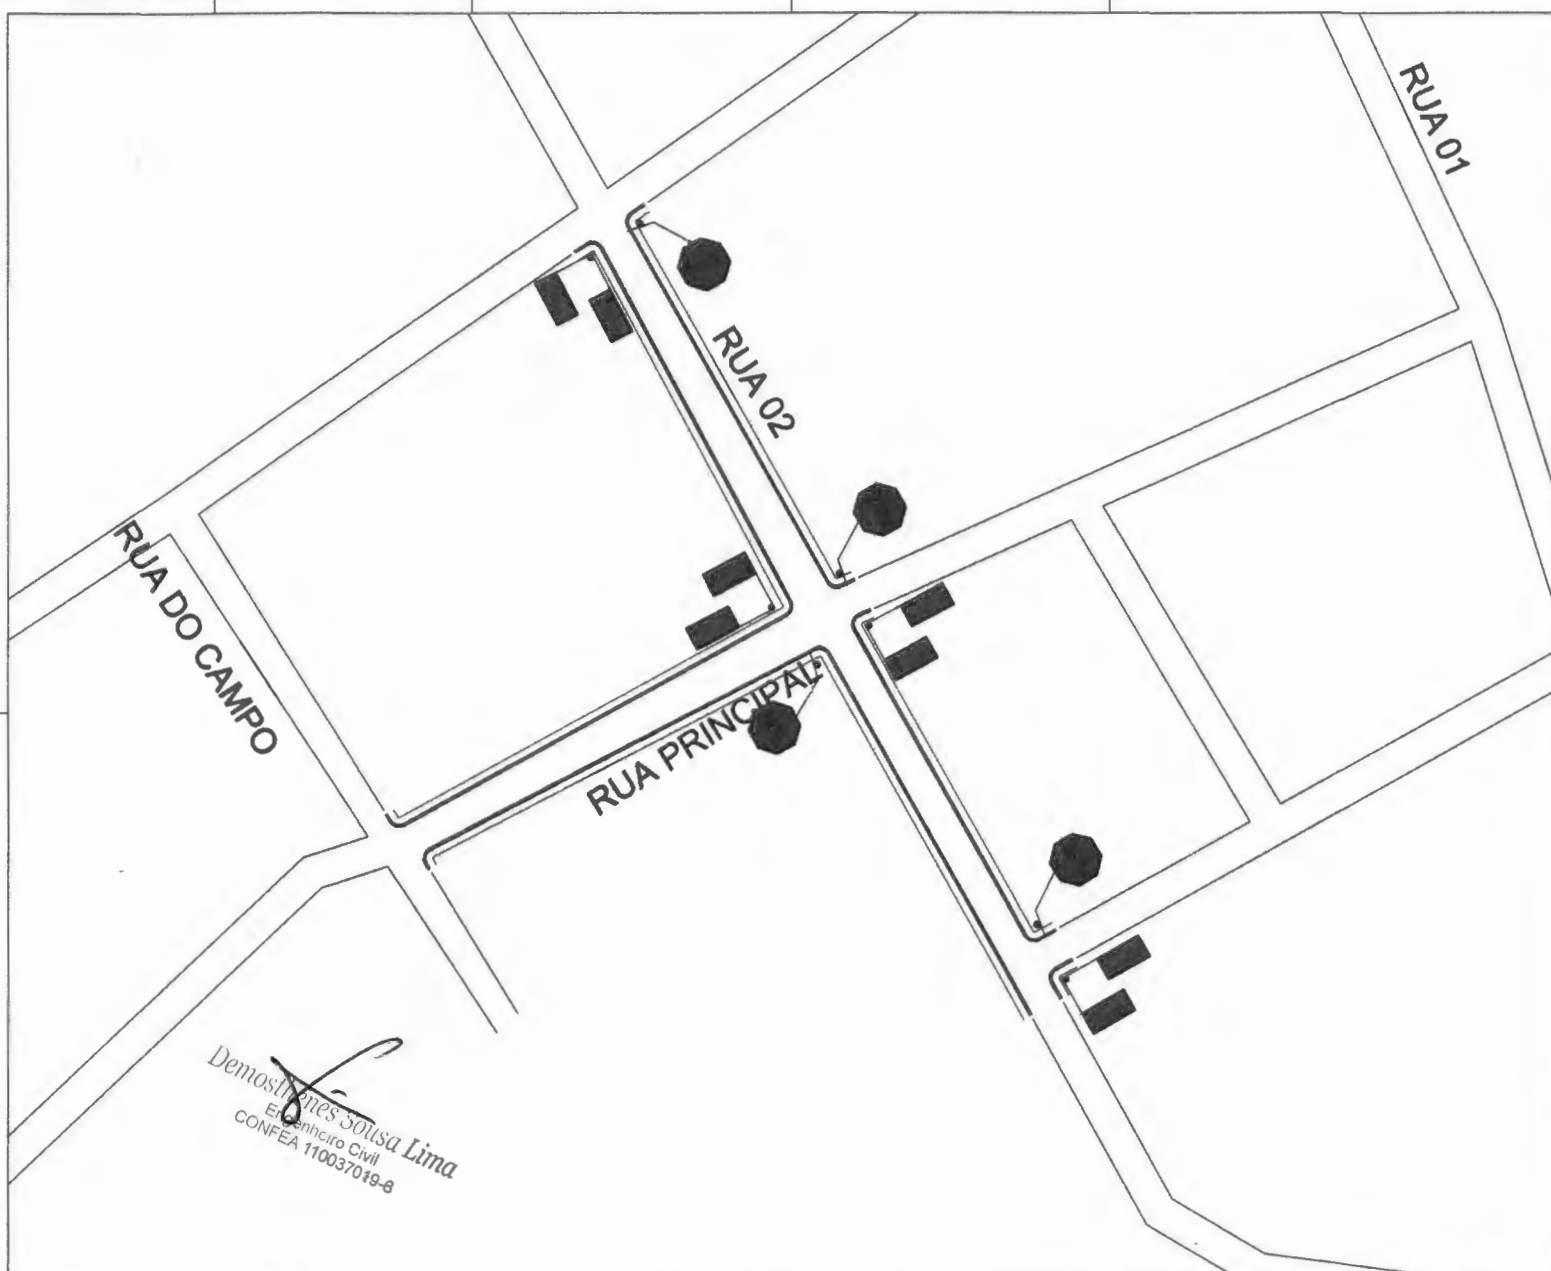 RUA 01
RUA 02
RUA DO CAMPO
RUA PRINCIPAL
Demosthenes Sousa Lima
Engenheiro Civil
CONFEA 110037019-6